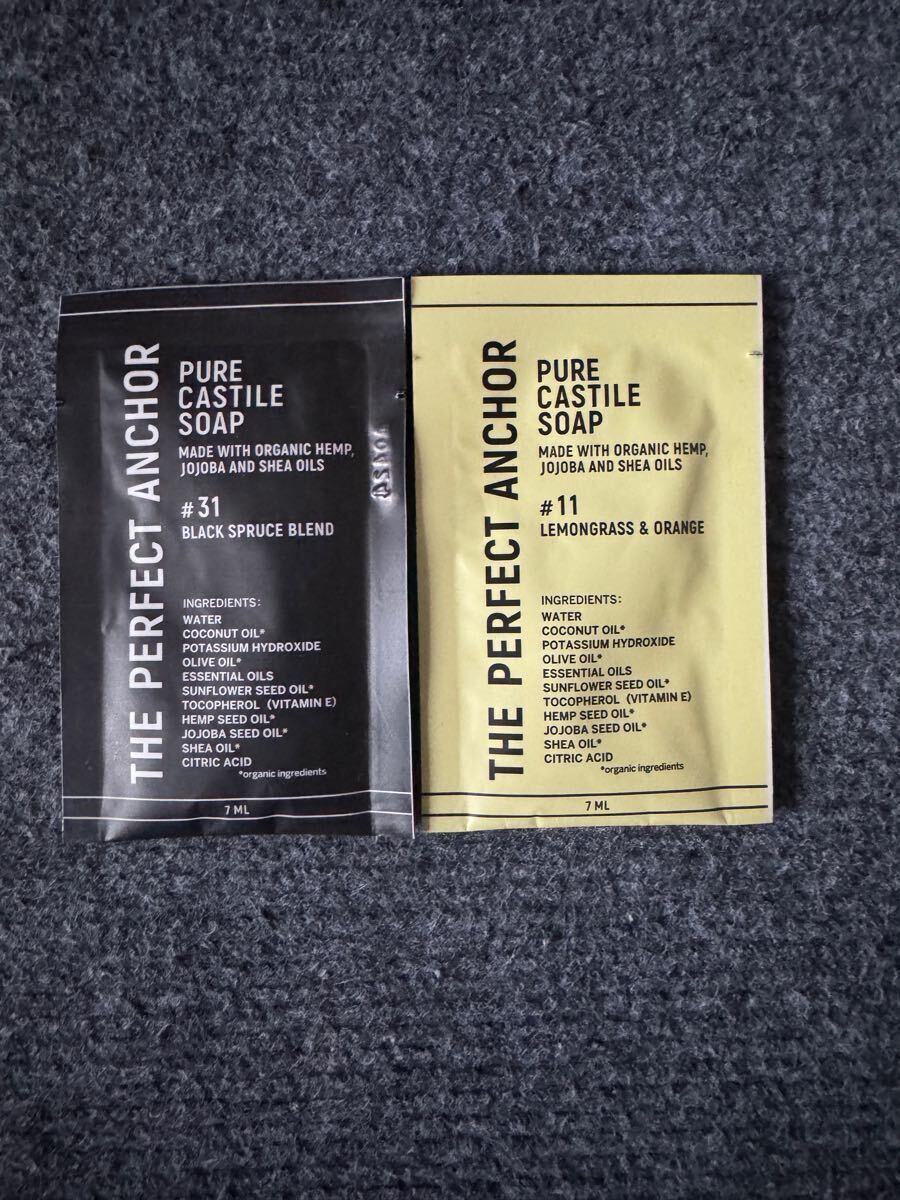 THE PERFECT ANCHOR
PURE
CASTILE
SOAP
MADE WITH ORGANIC HEMP,
JOJOBA AND SHEA OILS
#31
BLACK SPRUCE BLEND
INGREDIENTS:
WATER
COCONUT OIL*
POTASSIUM HYDROXIDE
OLIVE OIL*
ESSENTIAL OILS
SUNFLOWER SEED OIL*
TOCOPHEROL (VITAMIN E)
HEMP SEED OIL*
JOJOBA SEED OIL*
SHEA OIL*
CITRIC ACID
*organic ingredients
7 ML
THE PERFECT ANCHOR
PURE
CASTILE
SOAP
MADE WITH ORGANIC HEMP,
JOJOBA AND SHEA OILS
#11
LEMONGRASS & ORANGE
INGREDIENTS:
WATER
COCONUT OIL*
POTASSIUM HYDROXIDE
OLIVE OIL*
ESSENTIAL OILS
SUNFLOWER SEED OIL*
TOCOPHEROL (VITAMIN E)
HEMP SEED OIL*
JOJOBA SEED OIL*
SHEA OIL*
CITRIC ACID
*organic ingredients
7 ML